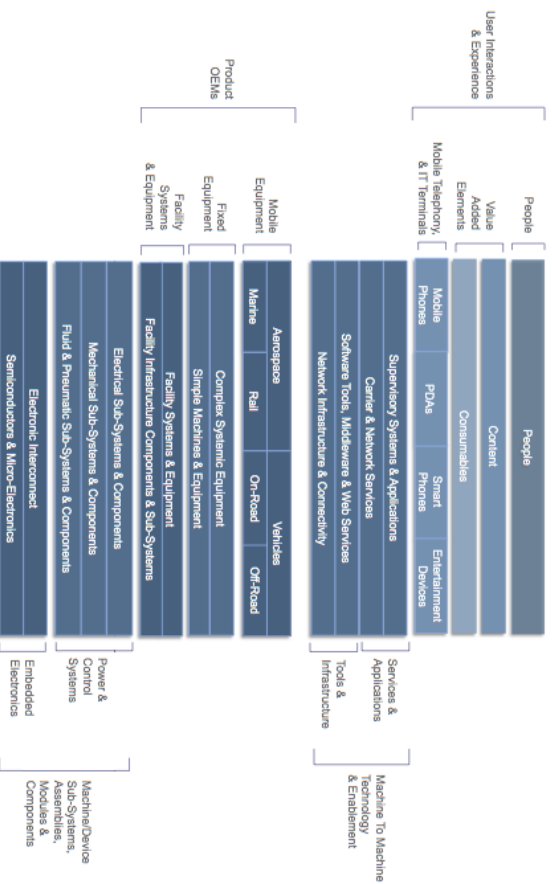 User Interactions
& Experience
People
People
Value
Added
Elements
Content
Consumables
Mobile Telephony,
& IT Terminals
Mobile
Phones
PDAs
Smart
Phones
Entertainment
Devices
Supervisory Systems & Applications
Carrier & Network Services
Services &
Applications
Software Tools, Middleware & Web Services
Network Infrastructure & Connectivity
Tools &
Infrastructure
Machine To Machine
Technology
& Enablement
Product
OEMs
Mobile
Equipment
Aerospace
Vehicles
Marine
Rail
On-Road
Off-Road
Fixed
Equipment
Complex Systemic Equipment
Simple Machines & Equipment
Facility
Systems
& Equipment
Facility Systems & Equipment
Facility Infrastructure Components & Sub-Systems
Electrical Sub-Systems & Components
Mechanical Sub-Systems & Components
Fluid & Pneumatic Sub-Systems & Components
Power &
Control
Systems
Electronic Interconnect
Semiconductors & Micro-Electronics
Embedded
Electronics
Machine/Device
Sub-Systems,
Assemblies,
Modules &
Components